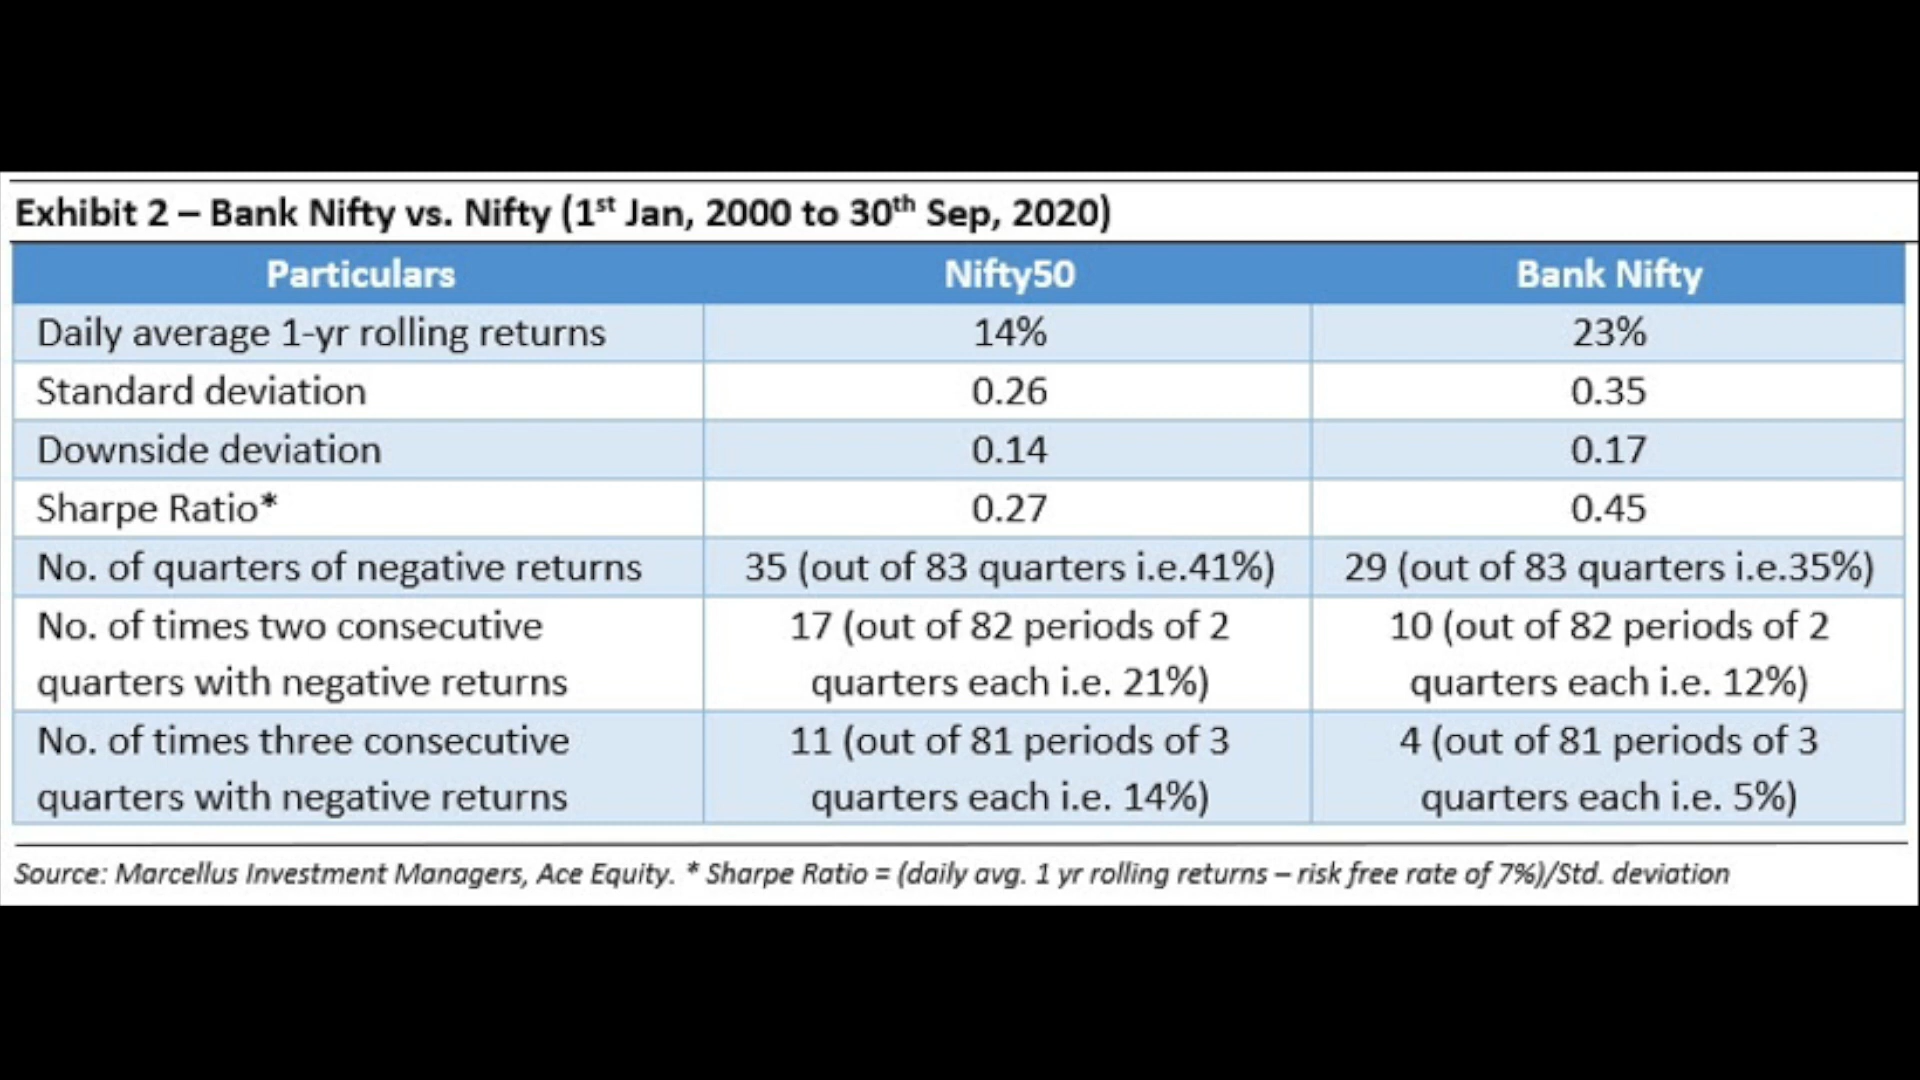 Exhibit 2 – Bank Nifty vs. Nifty (1st Jan, 2000 to 30th Sep, 2020)
Particulars Nifty50 Bank Nifty
Daily average 1-yr rolling returns 14% 23%
Standard deviation 0.26 0.35
Downside deviation 0.14 0.17
Sharpe Ratio* 0.27 0.45
No. of quarters of negative returns 35 (out of 83 quarters i.e.41%) 29 (out of 83 quarters i.e.35%)
No. of times two consecutive 17 (out of 82 periods of 2 10 (out of 82 periods of 2
quarters with negative returns quarters each i.e. 21%) quarters each i.e. 12%)
No. of times three consecutive 11 (out of 81 periods of 3 4 (out of 81 periods of 3
quarters with negative returns quarters each i.e. 14%) quarters each i.e. 5%)
Source: Marcellus Investment Managers, Ace Equity. * Sharpe Ratio = (daily avg. 1 yr rolling returns – risk free rate of 7%)/Std. deviation